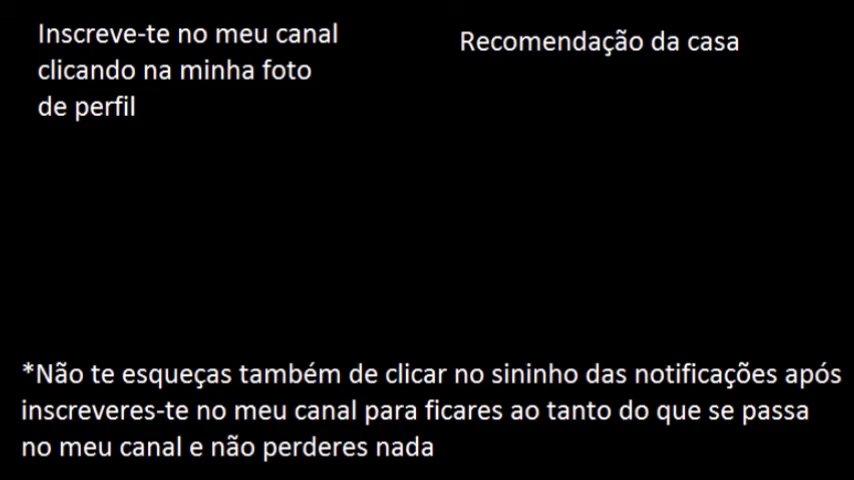 Inscreve-te no meu canal
clicando na minha foto
de perfil
Recomendação da casa
*Não te esqueças também de clicar no sininho das notificações após
inscreveres-te no meu canal para ficares ao tanto do que se passa
no meu canal e não perderes nada